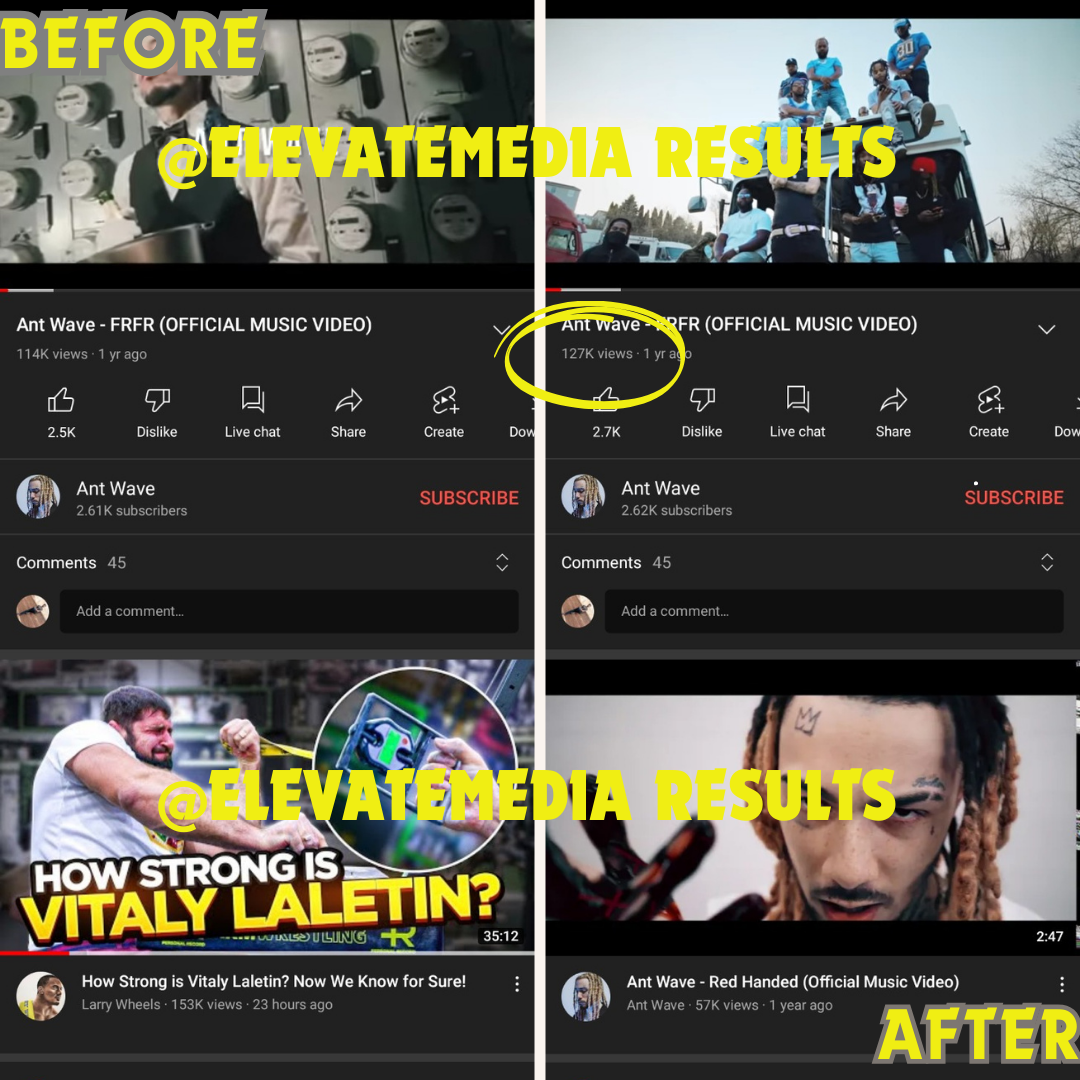 BEFORE
@ELEVATEMEDIA RESULTS
30
Ant Wave - FRFR (OFFICIAL MUSIC VIDEO)
114K views · 1 yr ago
2.5K
Dislike
Live chat
Share
Create
Dow
Ant Wave
2.61K subscribers
SUBSCRIBE
Comments 45
Add a comment...
HOW STRONG IS
VITALY LALETIN?
35:12
How Strong is Vitaly Laletin? Now We Know for Sure!
Larry Wheels · 153K views · 23 hours ago
Ant Wave - FRFR (OFFICIAL MUSIC VIDEO)
127K views · 1 yr ago
2.7K
Dislike
Live chat
Share
Create
Dow
Ant Wave
2.62K subscribers
SUBSCRIBE
Comments 45
Add a comment...
@ELEVATEMEDIA RESULTS
2:47
Ant Wave - Red Handed (Official Music Video)
Ant Wave · 57K views · 1 year ago
AFTER